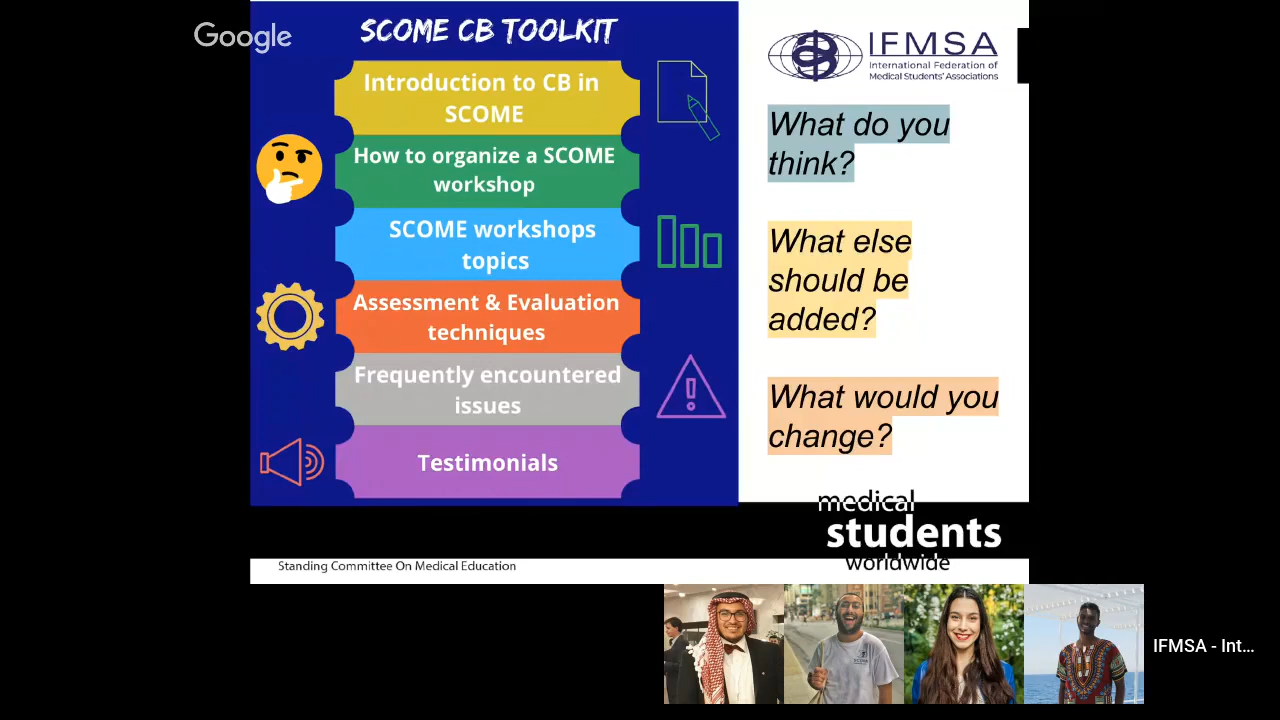 Google
SCOME CB TOOLKIT
Introduction to CB in
SCOME
How to organize a SCOME
workshop
SCOME workshops
topics
Assessment & Evaluation
techniques
Frequently encountered
issues
Testimonials
IFMSA
International Federation of
Medical Students' Associations
What do you
think?
What else
should be
added?
What would you
change?
medical
students
worldwide
Standing Committee On Medical Education
IFMSA - Int...